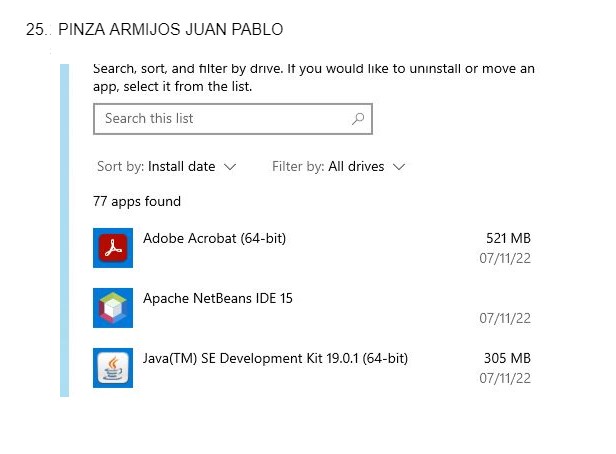 25. PINZA ARMIJOS JUAN PABLO
Search, sort, and filter by drive. If you would like to uninstall or move an
app, select it from the list.
Search this list
Sort by: Install date Filter by: All drives
77 apps found
Adobe Acrobat (64-bit) 521 MB
07/11/22
Apache NetBeans IDE 15
07/11/22
Java(TM) SE Development Kit 19.0.1 (64-bit) 305 MB
07/11/22